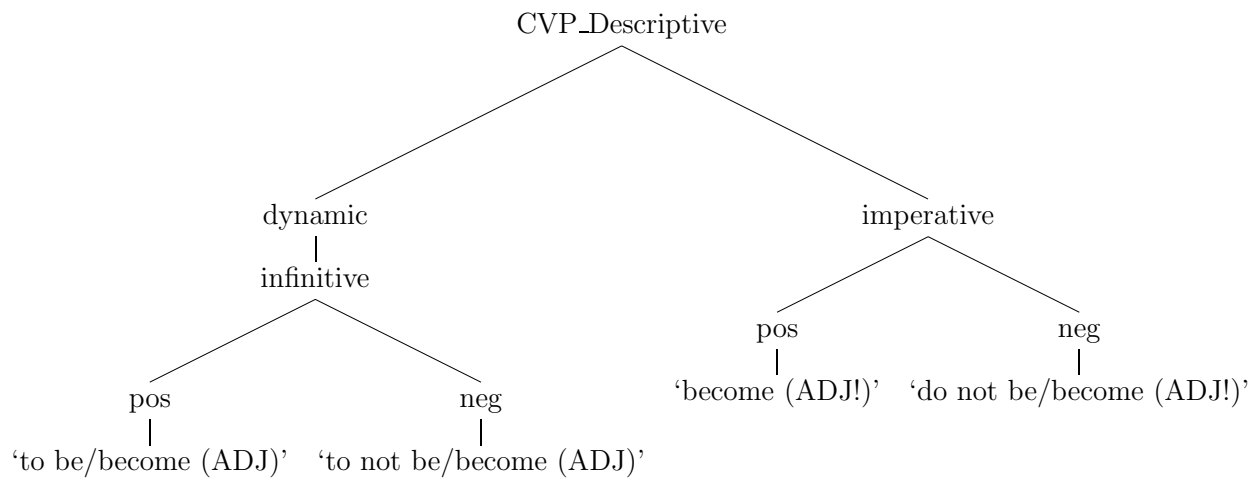 CVP_Descriptive
dynamic
imperative
infinitive
pos
neg
‘become (ADJ!)’
‘do not be/become (ADJ!)’
pos
neg
‘to be/become (ADJ)’
‘to not be/become (ADJ)’